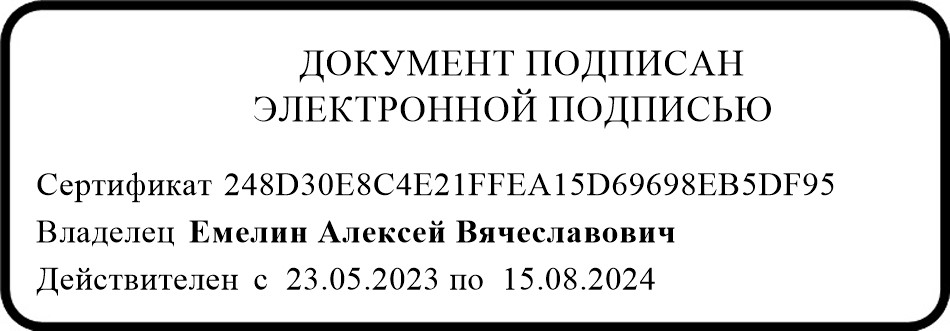 ДОКУМЕНТ ПОДПИСАН
ЭЛЕКТРОННОЙ ПОДПИСЬЮ
Сертификат 248D30E8C4E21FFEA15D69698EB5DF95
Владелец Емелин Алексей Вячеславович
Действителен с 23.05.2023 по 15.08.2024